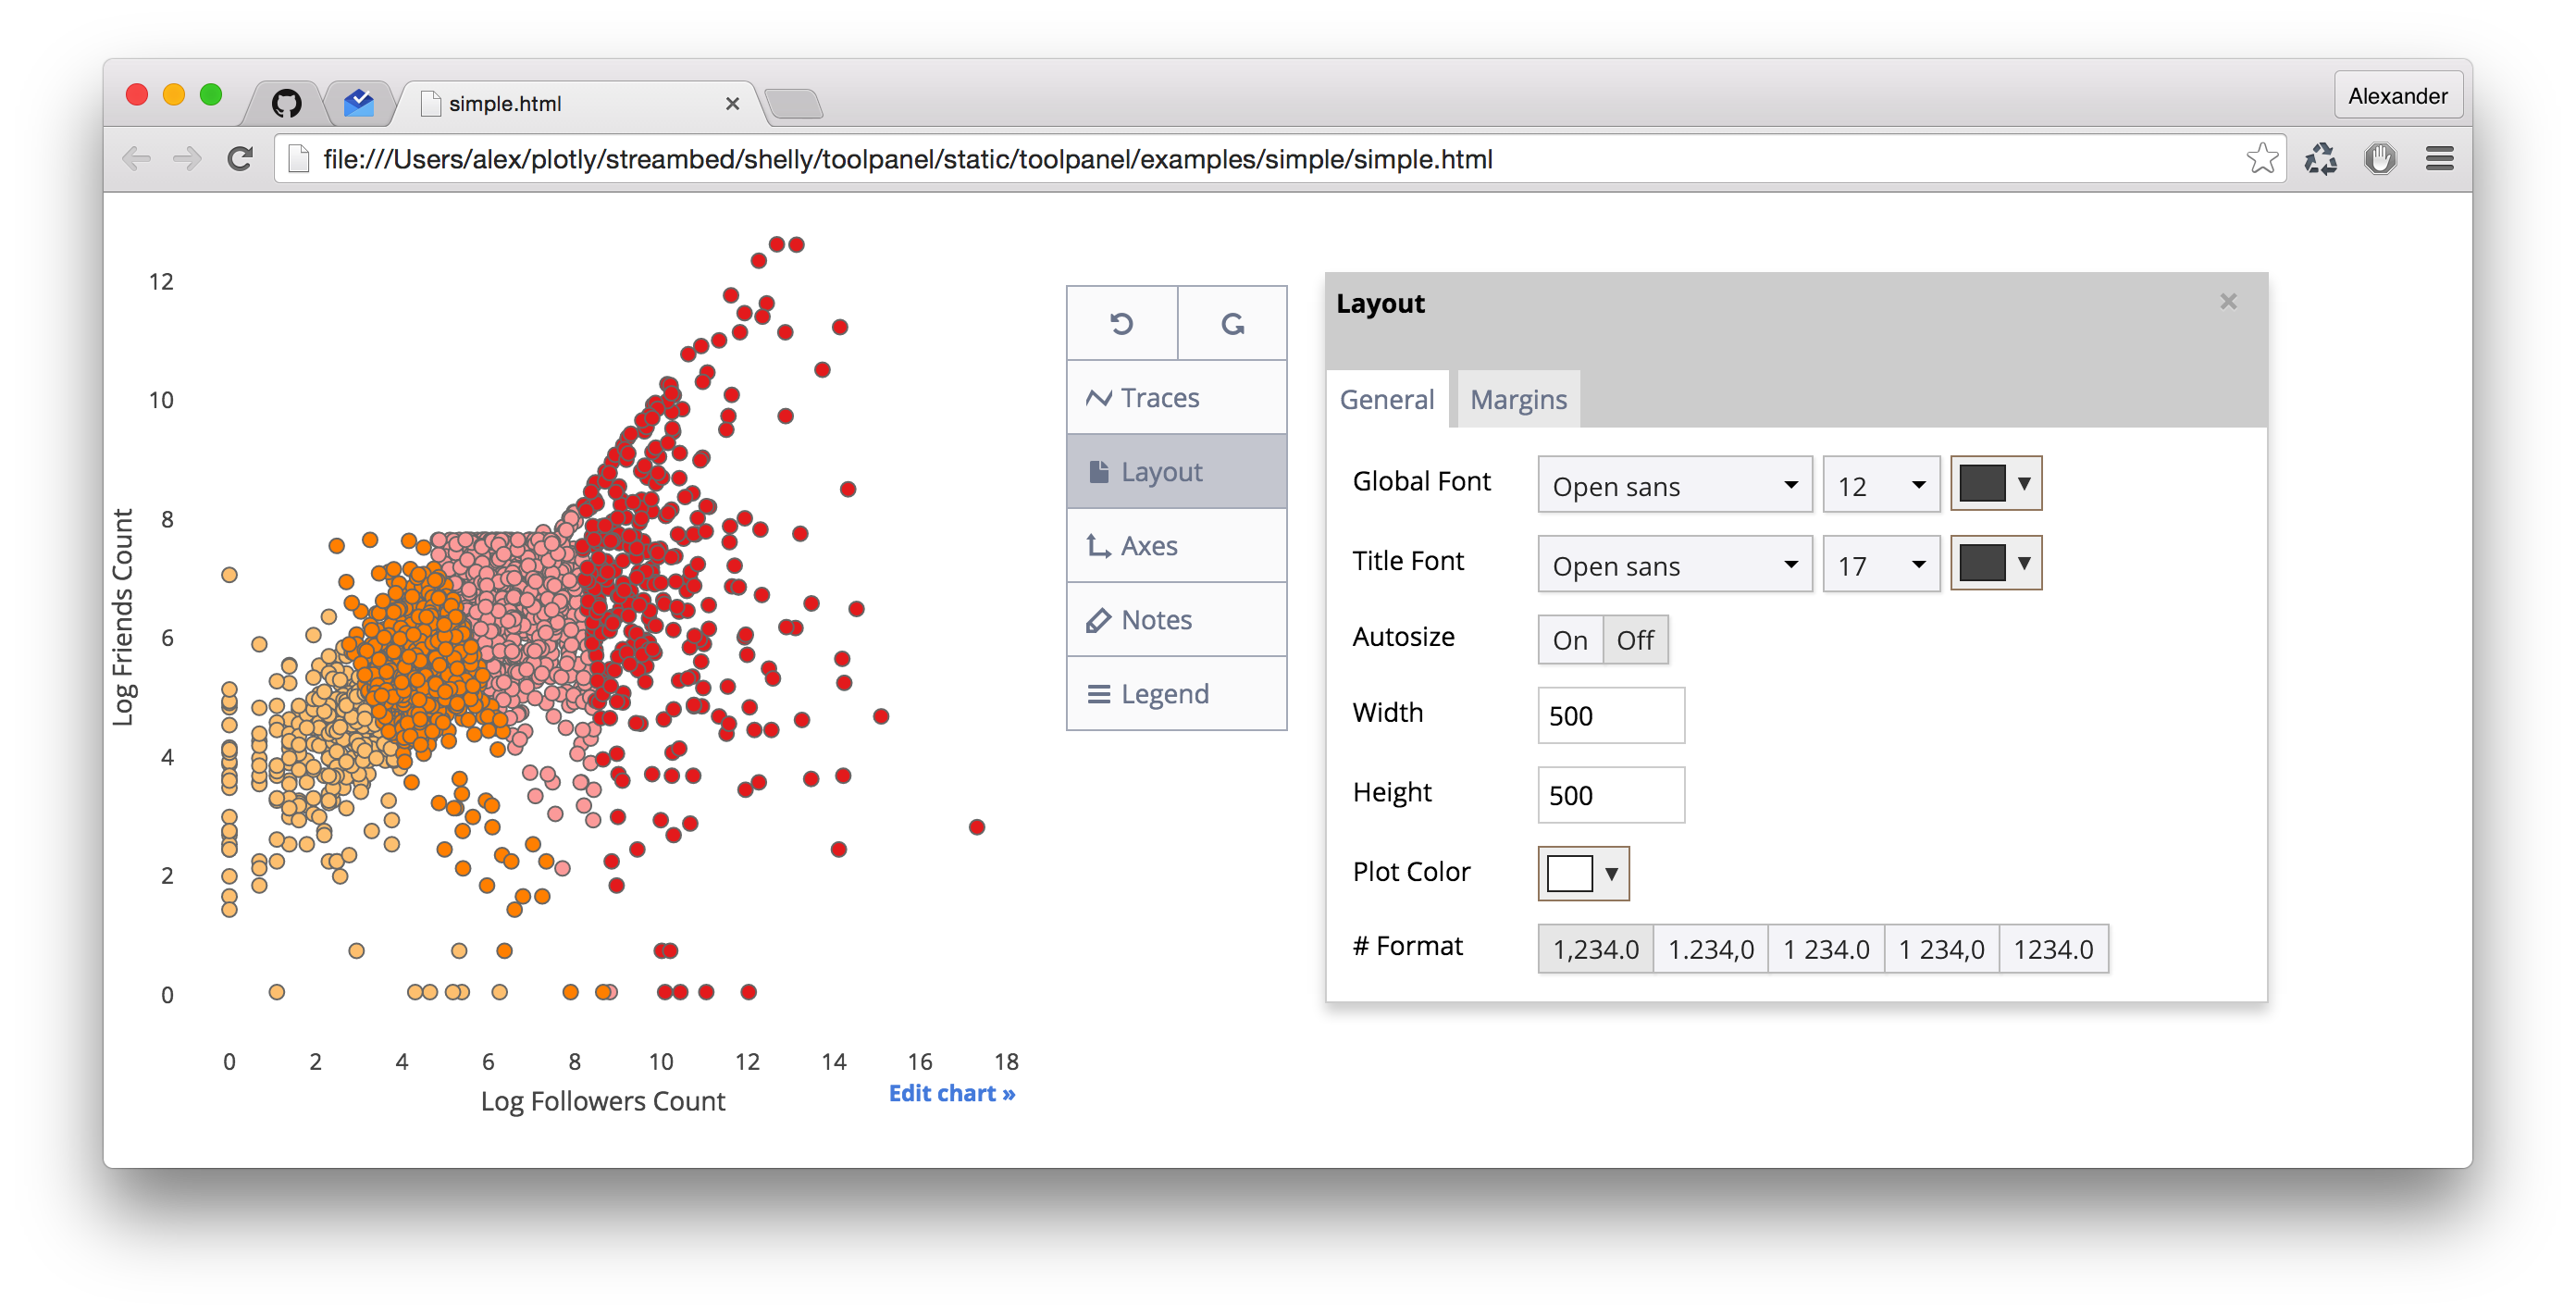 simple.html
Alexander
file:///Users/alex/plotly/streambed/shelly/toolpanel/static/toolpanel/examples/simple/simple.html
12
10
8
6
4
2
0
Log Friends Count
0 2 4 6 8 10 12 14 16 18
Log Followers Count
Edit chart »
Traces
Layout
Axes
Notes
Legend
Layout
General Margins
Global Font Open sans 12
Title Font Open sans 17
Autosize On Off
Width 500
Height 500
Plot Color
# Format 1,234.0 1.234,0 1 234.0 1 234,0 1234.0